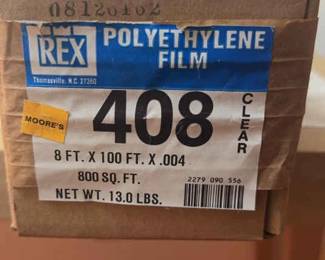 08126102
REX
Thomasville, N.C. 27360
POLYETHYLENE
FILM
MOORE'S
408
CLEAR
8 FT. X 100 FT. X .004
800 SQ. FT.
NET WT. 13.0 LBS.
2279 090 556